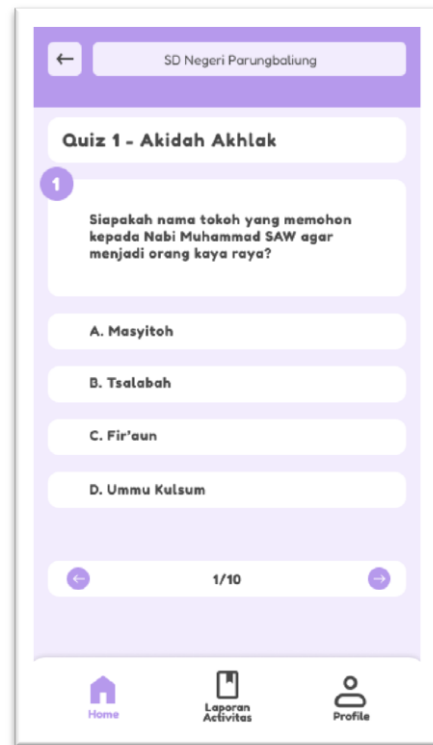 SD Negeri Parungbaliung
Quiz 1 - Akidah Akhlak
1
Siapakah nama tokoh yang memohon
kepada Nabi Muhammad SAW agar
menjadi orang kaya raya?
A. Masyitoh
B. Tsalabah
C. Fir'aun
D. Ummu Kulsum
1/10
Home
Laporan
Activitas
Profile